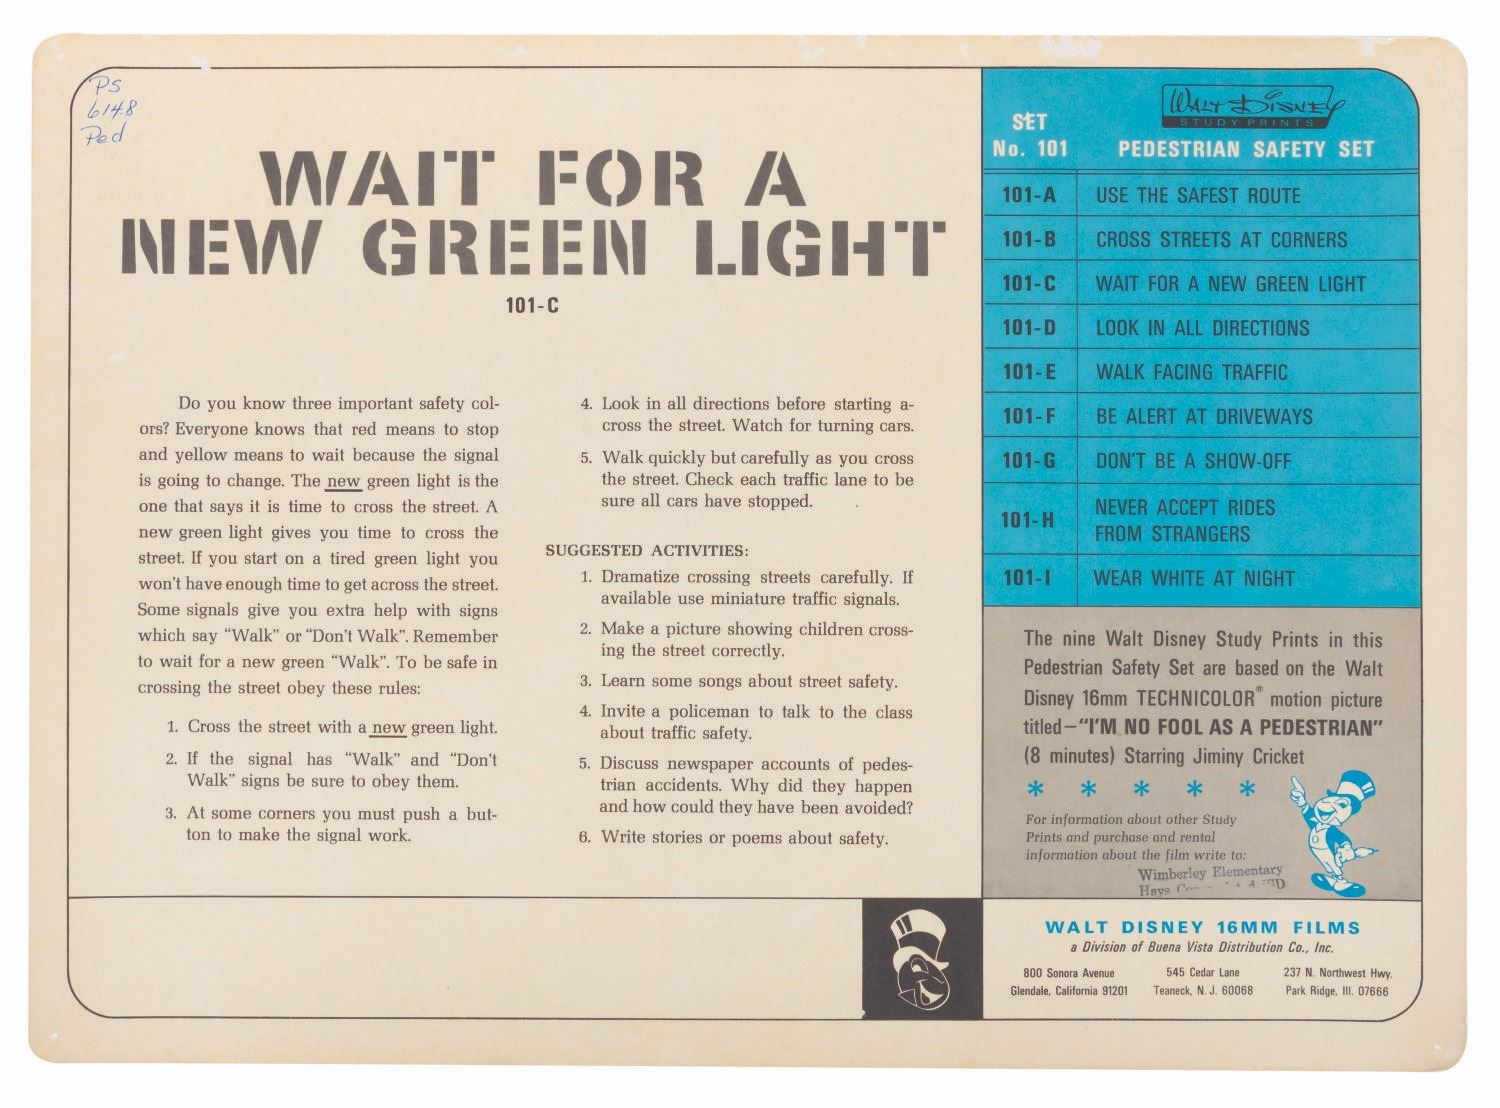 PS
614.8
Ped
WAIT FOR A
NEW GREEN LIGHT
101-C
Do you know three important safety col-
ors? Everyone knows that red means to stop
and yellow means to wait because the signal
is going to change. The new green light is the
one that says it is time to cross the street. A
new green light gives you time to cross the
street. If you start on a tired green light you
won't have enough time to get across the street.
Some signals give you extra help with signs
which say “Walk” or “Don't Walk”. Remember
to wait for a new green “Walk”. To be safe in
crossing the street obey these rules:
1. Cross the street with a new green light.
2. If the signal has “Walk” and “Don't
Walk” signs be sure to obey them.
3. At some corners you must push a but-
ton to make the signal work.
4. Look in all directions before starting a-
cross the street. Watch for turning cars.
5. Walk quickly but carefully as you cross
the street. Check each traffic lane to be
sure all cars have stopped.
SUGGESTED ACTIVITIES:
1. Dramatize crossing streets carefully. If
available use miniature traffic signals.
2. Make a picture showing children cross-
ing the street correctly.
3. Learn some songs about street safety.
4. Invite a policeman to talk to the class
about traffic safety.
5. Discuss newspaper accounts of pedes-
trian accidents. Why did they happen
and how could they have been avoided?
6. Write stories or poems about safety.
WALT DISNEY
STUDY PRINTS
SET
No. 101 PEDESTRIAN SAFETY SET
101-A USE THE SAFEST ROUTE
101-B CROSS STREETS AT CORNERS
101-C WAIT FOR A NEW GREEN LIGHT
101-D LOOK IN ALL DIRECTIONS
101-E WALK FACING TRAFFIC
101-F BE ALERT AT DRIVEWAYS
101-G DON'T BE A SHOW-OFF
101-H NEVER ACCEPT RIDES
FROM STRANGERS
101-I WEAR WHITE AT NIGHT
The nine Walt Disney Study Prints in this
Pedestrian Safety Set are based on the Walt
Disney 16mm TECHNICOLOR® motion picture
titled—“I'M NO FOOL AS A PEDESTRIAN”
(8 minutes) Starring Jiminy Cricket
* * * * *
For information about other Study
Prints and purchase and rental
information about the film write to:
Wimberley Elementary
Hays
WALT DISNEY 16MM FILMS
a Division of Buena Vista Distribution Co., Inc.
800 Sonora Avenue 545 Cedar Lane 237 N. Northwest Hwy.
Glendale, California 91201 Teaneck, N. J. 60068 Park Ridge, Ill. 07666